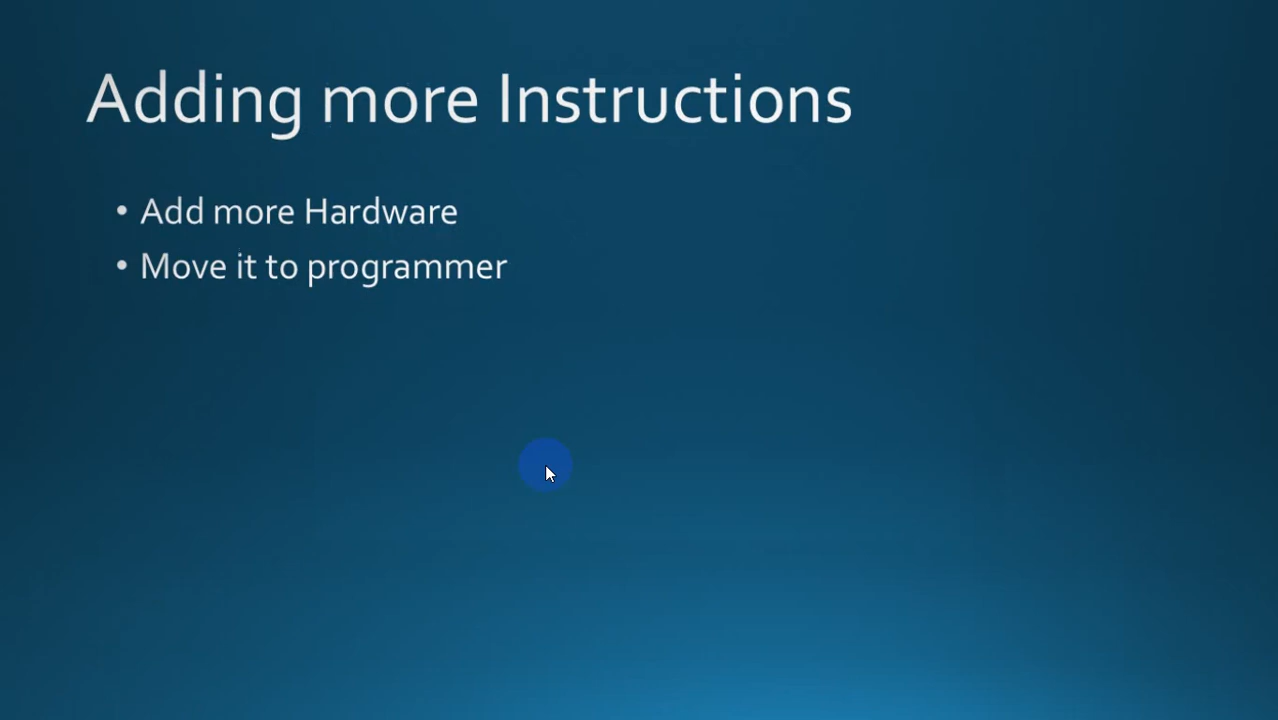 Adding more Instructions
• Add more Hardware
• Move it to programmer